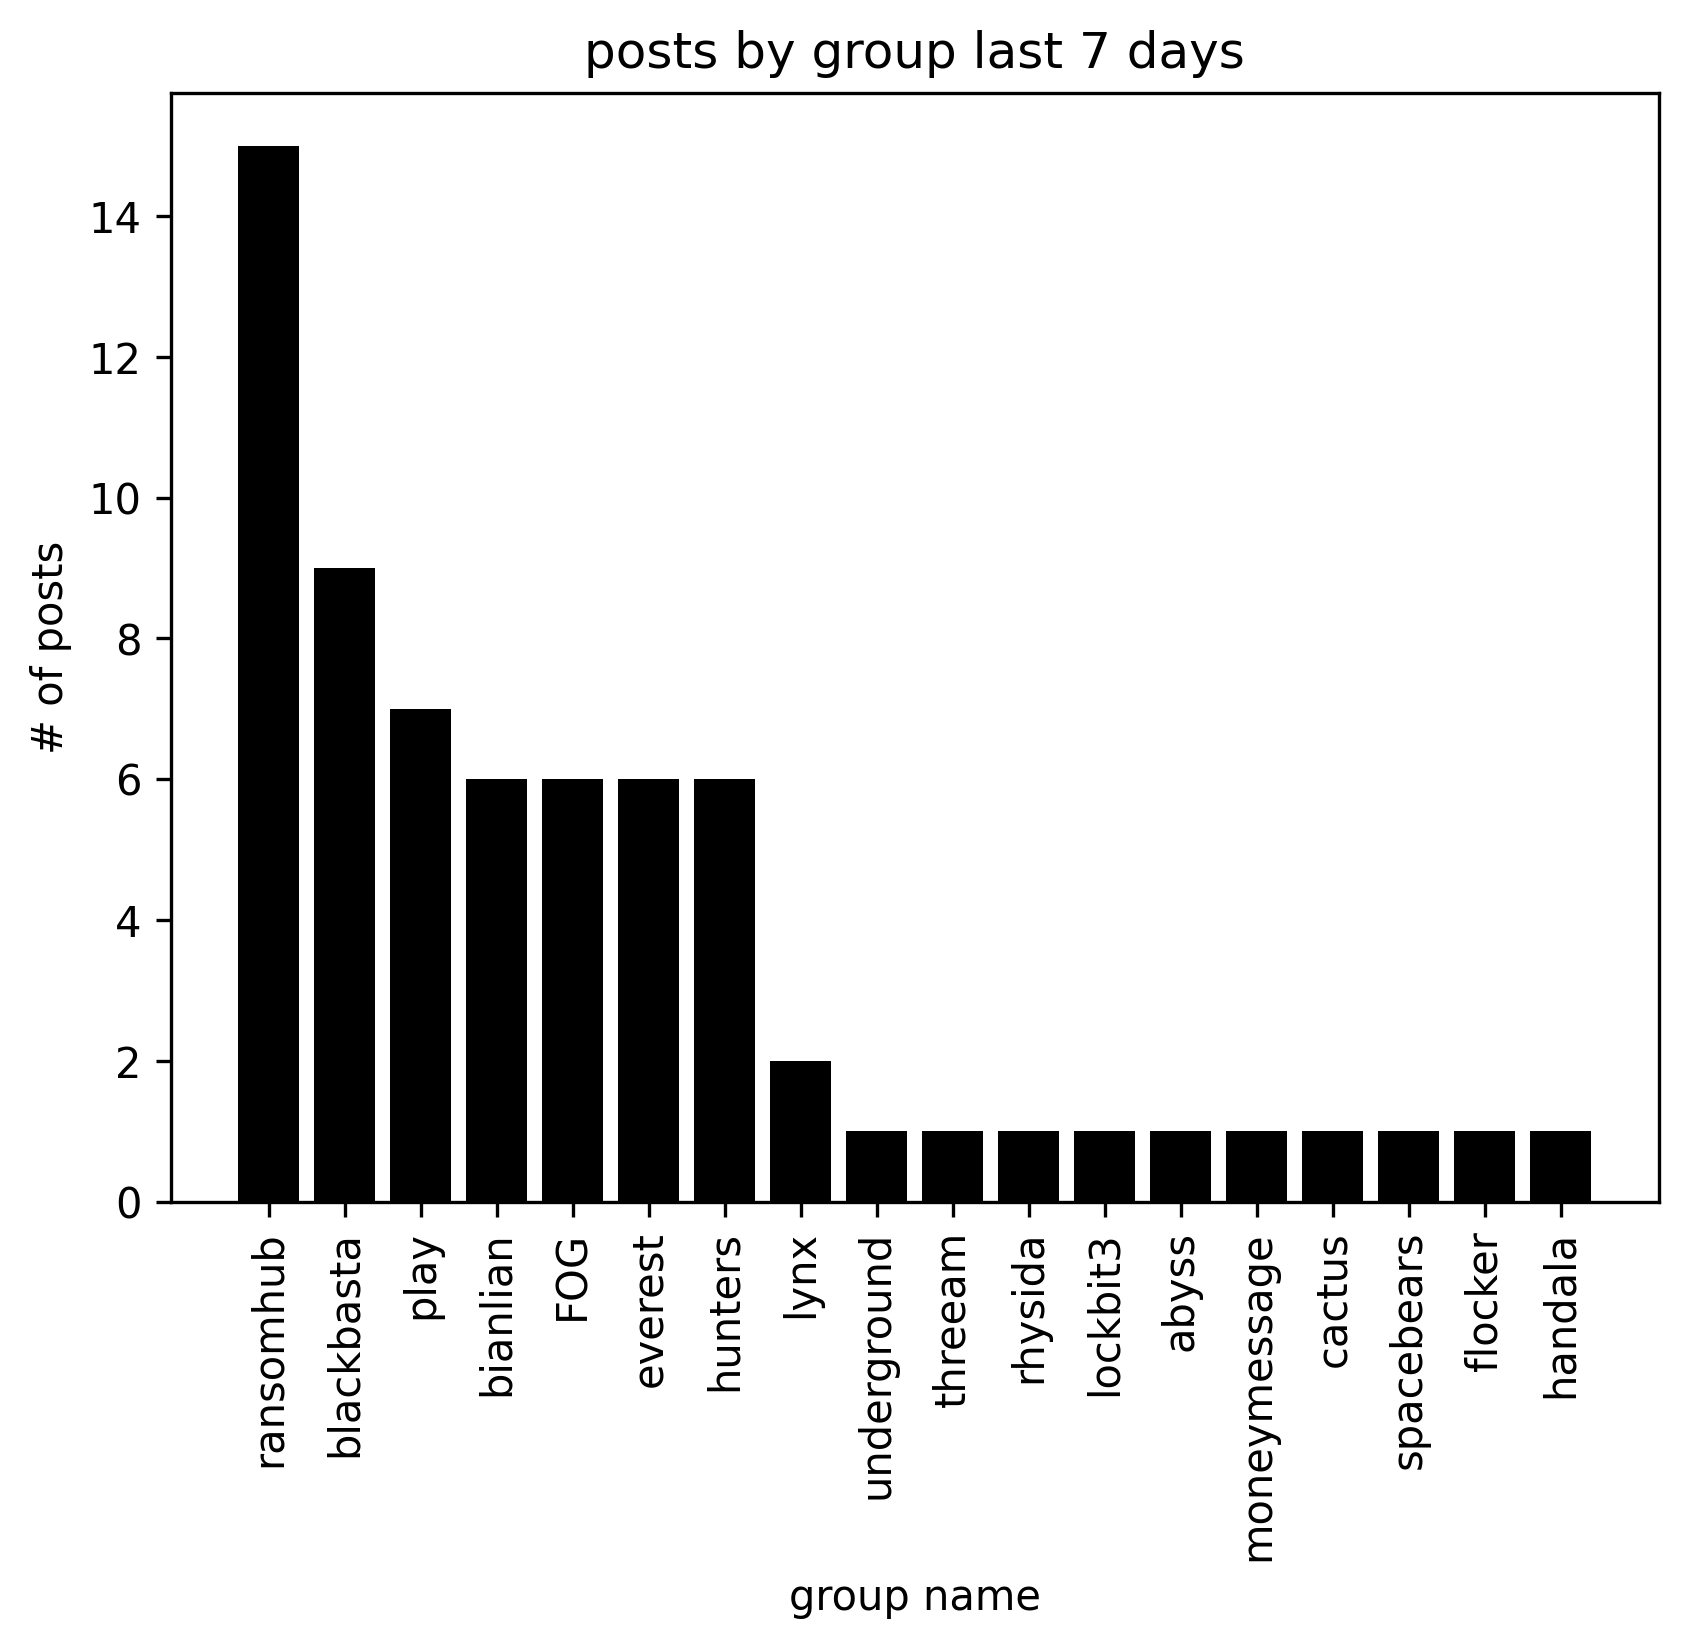 posts by group last 7 days
# of posts
14
12
10
8
6
4
2
0
ransomhub
blackbasta
play
bianlian
FOG
everest
hunters
lynx
underground
threeam
rhysida
lockbit3
abyss
moneymessage
cactus
spacebears
flocker
handala
group name